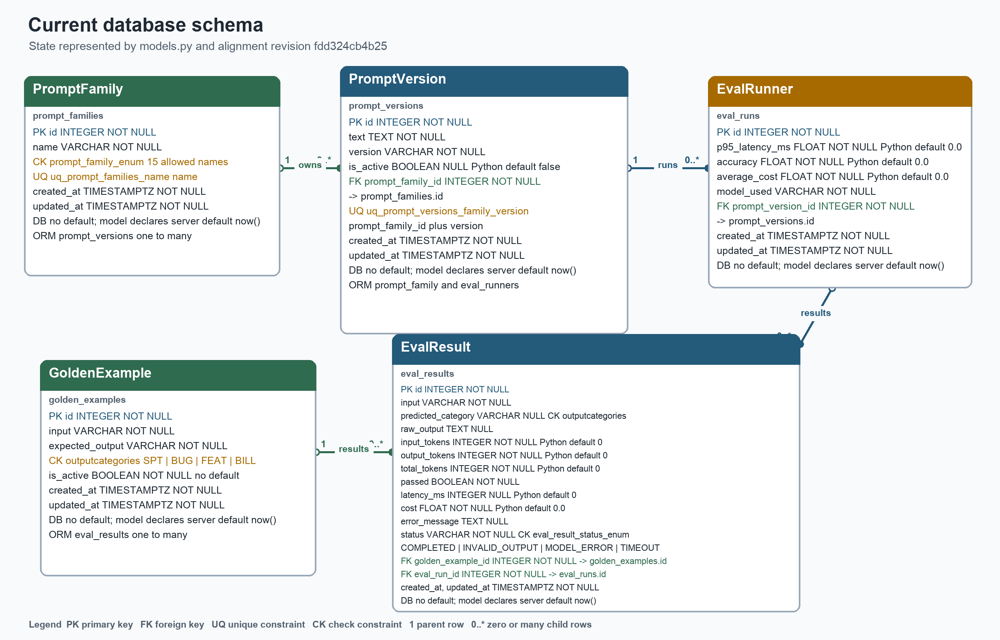 Current database schema
State represented by models.py and alignment revision fdd324cb4b25
PromptFamily
prompt_families
PK id INTEGER NOT NULL
name VARCHAR NOT NULL
CK prompt_family_enum 15 allowed names
UQ uq_prompt_families_name name
created_at TIMESTAMPTZ NOT NULL
updated_at TIMESTAMPTZ NOT NULL
DB no default; model declares server default now()
ORM prompt_versions one to many
1
owns
PromptVersion
prompt_versions
PK id INTEGER NOT NULL
text TEXT NOT NULL
version VARCHAR NOT NULL
is_active BOOLEAN NULL Python default false
FK prompt_family_id INTEGER NOT NULL
-> prompt_families.id
UQ uq_prompt_versions_family_version
prompt_family_id plus version
created_at TIMESTAMPTZ NOT NULL
updated_at TIMESTAMPTZ NOT NULL
DB no default; model declares server default now()
ORM prompt_family and eval_runners
1
runs
0..*
EvalRunner
eval_runs
PK id INTEGER NOT NULL
p95_latency_ms FLOAT NOT NULL Python default 0.0
accuracy FLOAT NOT NULL Python default 0.0
average_cost FLOAT NOT NULL Python default 0.0
model_used VARCHAR NOT NULL
FK prompt_version_id INTEGER NOT NULL
-> prompt_versions.id
created_at TIMESTAMPTZ NOT NULL
updated_at TIMESTAMPTZ NOT NULL
DB no default; model declares server default now()
results
GoldenExample
golden_examples
PK id INTEGER NOT NULL
input VARCHAR NOT NULL
expected_output VARCHAR NOT NULL
CK outputcategories SPT | BUG | FEAT | BILL
is_active BOOLEAN NOT NULL no default
created_at TIMESTAMPTZ NOT NULL
updated_at TIMESTAMPTZ NOT NULL
DB no default; model declares server default now()
ORM eval_results one to many
1
results
EvalResult
eval_results
PK id INTEGER NOT NULL
input VARCHAR NOT NULL
predicted_category VARCHAR NULL CK outputcategories
raw_output TEXT NULL
input_tokens INTEGER NOT NULL Python default 0
output_tokens INTEGER NOT NULL Python default 0
total_tokens INTEGER NOT NULL Python default 0
passed BOOLEAN NOT NULL
latency_ms INTEGER NULL Python default 0
cost FLOAT NOT NULL Python default 0.0
error_message TEXT NULL
status VARCHAR NOT NULL CK eval_result_status_enum
COMPLETED | INVALID_OUTPUT | MODEL_ERROR | TIMEOUT
FK golden_example_id INTEGER NOT NULL -> golden_examples.id
FK eval_run_id INTEGER NOT NULL -> eval_runs.id
created_at, updated_at TIMESTAMPTZ NOT NULL
DB no default; model declares server default now()
Legend PK primary key FK foreign key UQ unique constraint CK check constraint 1 parent row 0..* zero or many child rows